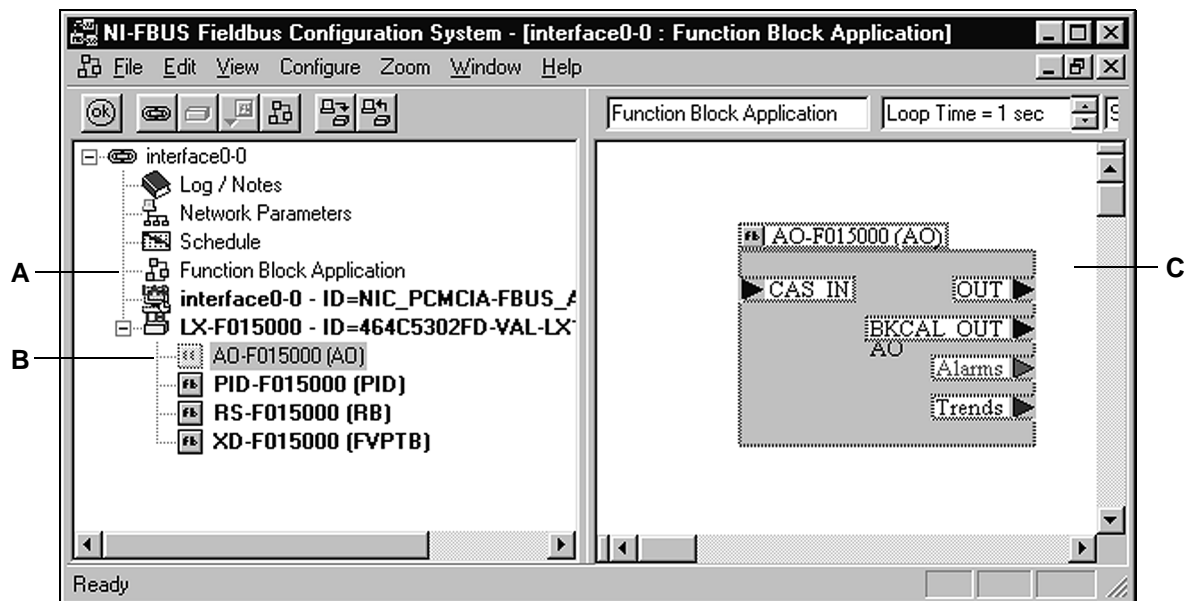 NI-FBUS Fieldbus Configuration System - [interface0-0 : Function Block Application]
File Edit View Configure Zoom Window Help
Function Block Application
Loop Time = 1 sec
interface0-0
Log / Notes
Network Parameters
Schedule
Function Block Application
interface0-0 - ID=NIC_PCMCIA-FBUS_
LX-F015000 - ID=464C5302FD-VAL-LX
AO-F015000 (AO)
PID-F015000 (PID)
RS-F015000 (RB)
XD-F015000 (FVPTB)
A
B
AO-F015000 (AO)
CAS IN
OUT
BKCAL OUT
AO
Alarms
Trends
C
Ready